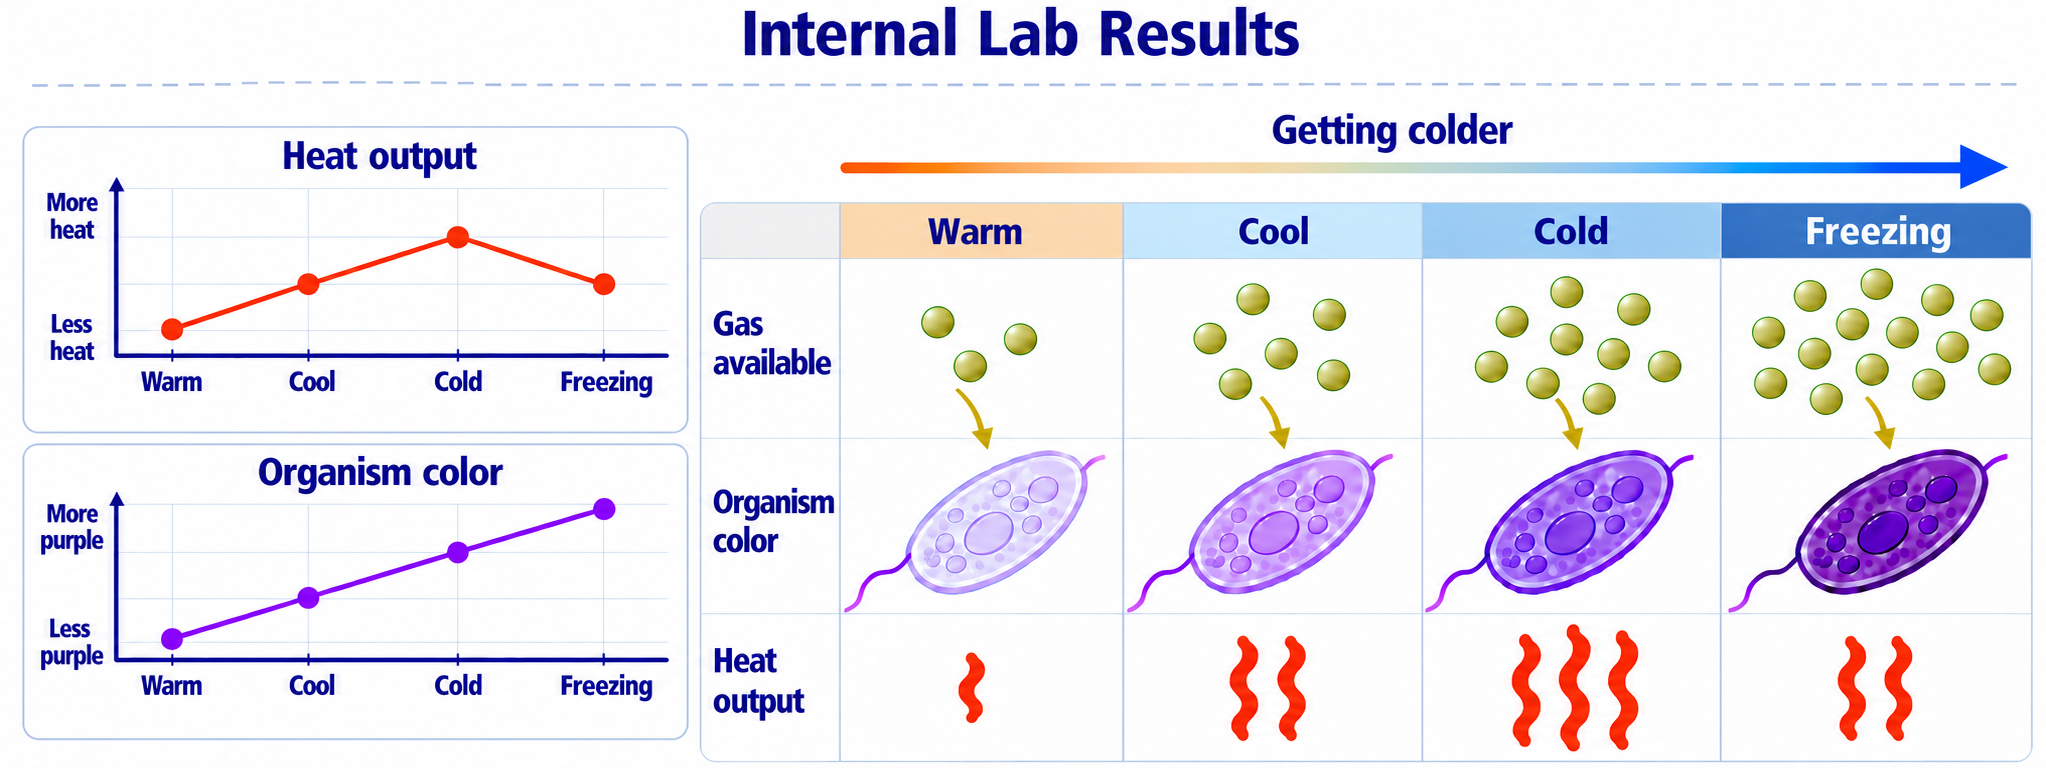 Internal Lab Results
Heat output
More
heat
Less
heat
Warm Cool Cold Freezing
Organism color
More
purple
Less
purple
Warm Cool Cold Freezing
Getting colder
Warm Cool Cold Freezing
Gas
available
Organism
color
Heat
output